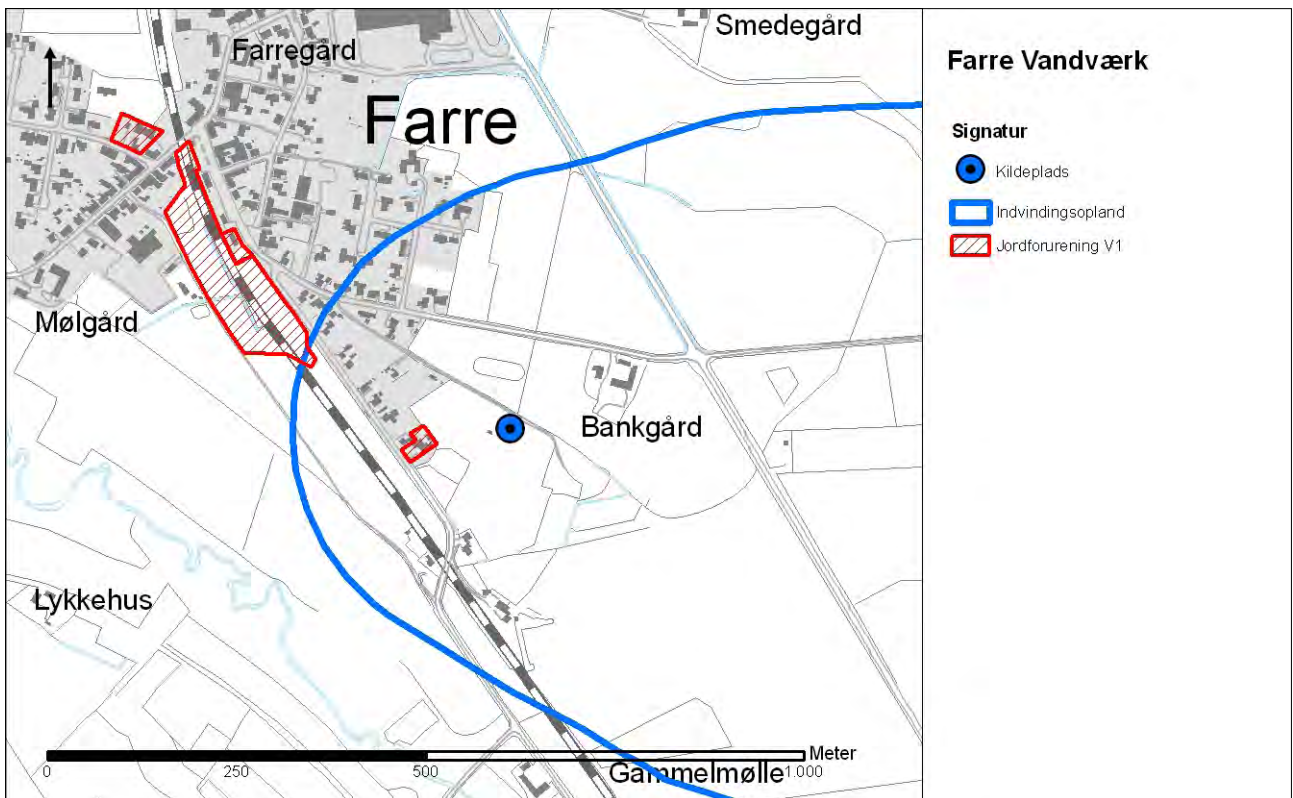 Smedegård
Farregård
Farre
Mølgård
Bankgård
Lykkehus
Meter
0 250 500 1.000
Gammelmølle
Farre Vandværk
Signatur
Kildeplads
Indvindingsopland
Jordforurening V1